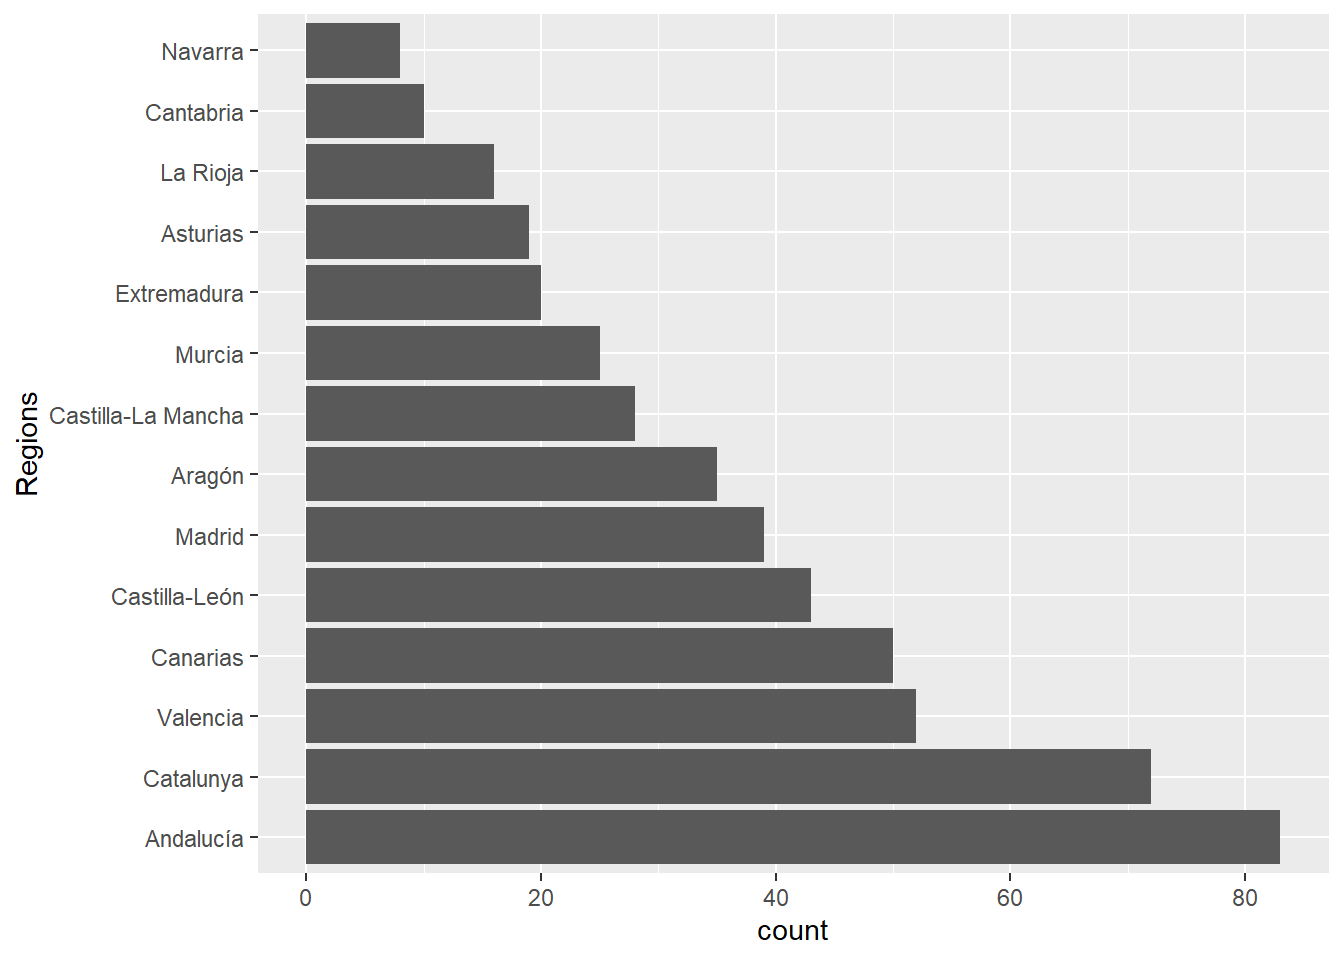 Navarra
Cantabria
La Rioja
Asturias
Extremadura
Murcia
Castilla-La Mancha
Aragón
Madrid
Castilla-León
Canarias
Valencia
Catalunya
Andalucía
Regions
0 20 40 60 80
count